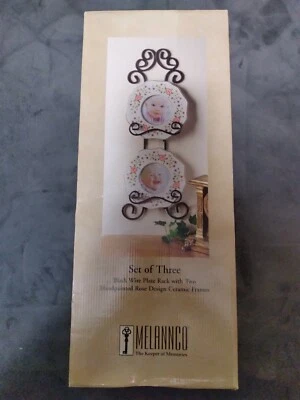 Set of Three
Black Wire Plate Rack with Two
Handpainted Rose Design Ceramic Frames
MELANNCO
The Keeper of Memories